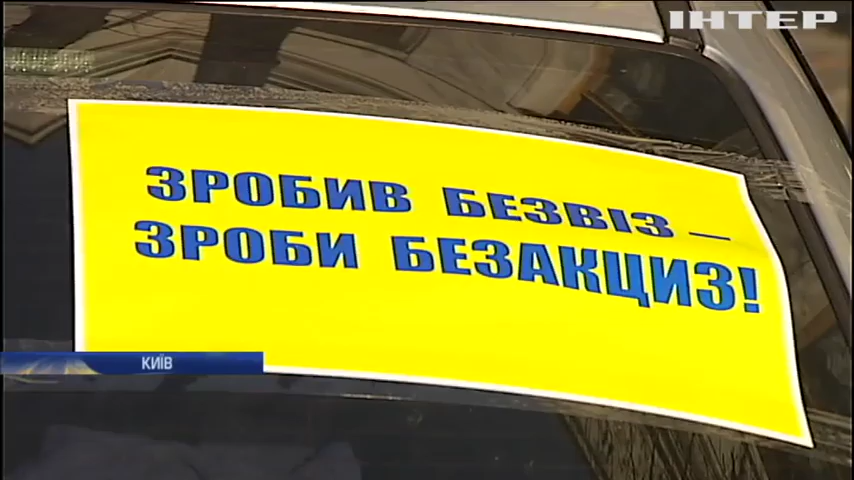 ІНТЕР
ЗРОБИВ БЕЗВІЗ –
ЗРОБИ БЕЗАКЦИЗ!
КИЇВ